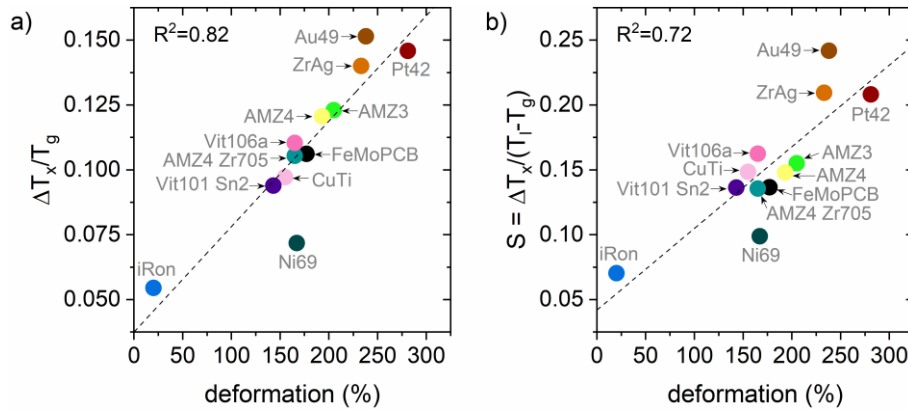 a)
R²=0.82
Au49
ZrAg
Pt42
AMZ4
AMZ3
Vit106a
AMZ4 Zr705
FeMoPCB
Vit101 Sn2
CuTi
Ni69
iRon
0.150
0.125
0.100
0.075
0.050
ΔTx/Tg
0 50 100 150 200 250 300
deformation (%)
b)
R²=0.72
Au49
ZrAg
Pt42
Vit106a
AMZ3
CuTi
AMZ4
Vit101 Sn2
FeMoPCB
AMZ4 Zr705
Ni69
iRon
0.25
0.20
0.15
0.10
0.05
0.00
S = ΔTx/(Tl-Tg)
0 50 100 150 200 250 300
deformation (%)